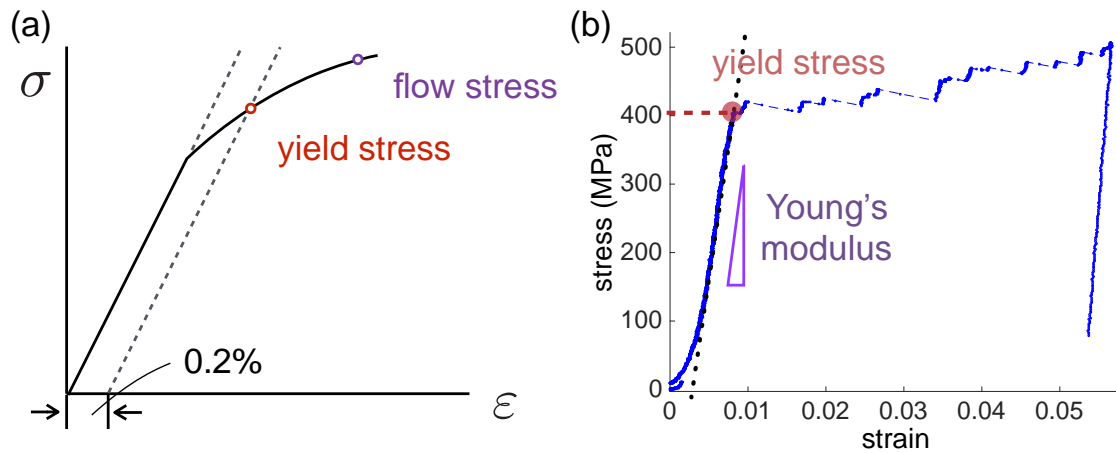 (a)
σ
flow stress
yield stress
0.2%
ε
(b)
500
400
300
200
100
0
stress (MPa)
yield stress
Young's
modulus
0
0.01
0.02
0.03
0.04
0.05
strain